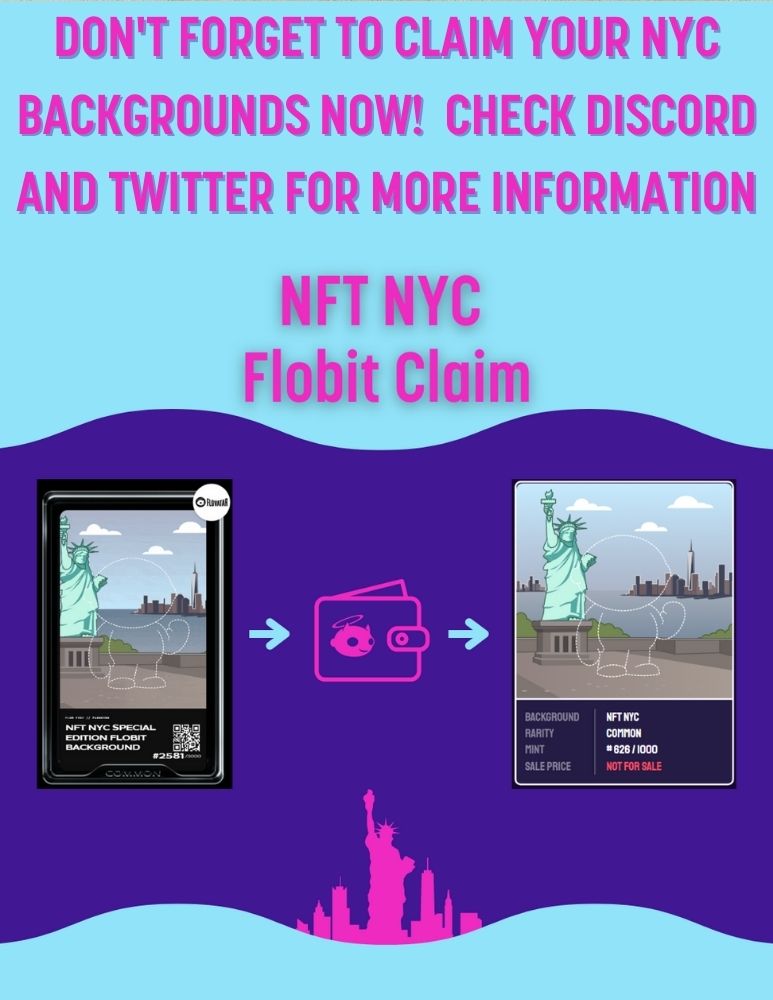 DON'T FORGET TO CLAIM YOUR NYC
BACKGROUNDS NOW! CHECK DISCORD
AND TWITTER FOR MORE INFORMATION
NFT NYC
Flobit Claim
FLOVATAR
NFT NYC SPECIAL
EDITION FLOBIT
BACKGROUND
#2581/5000
COMMON
BACKGROUND NFT NYC
RARITY COMMON
MINT # 626 / 1000
SALE PRICE NOT FOR SALE